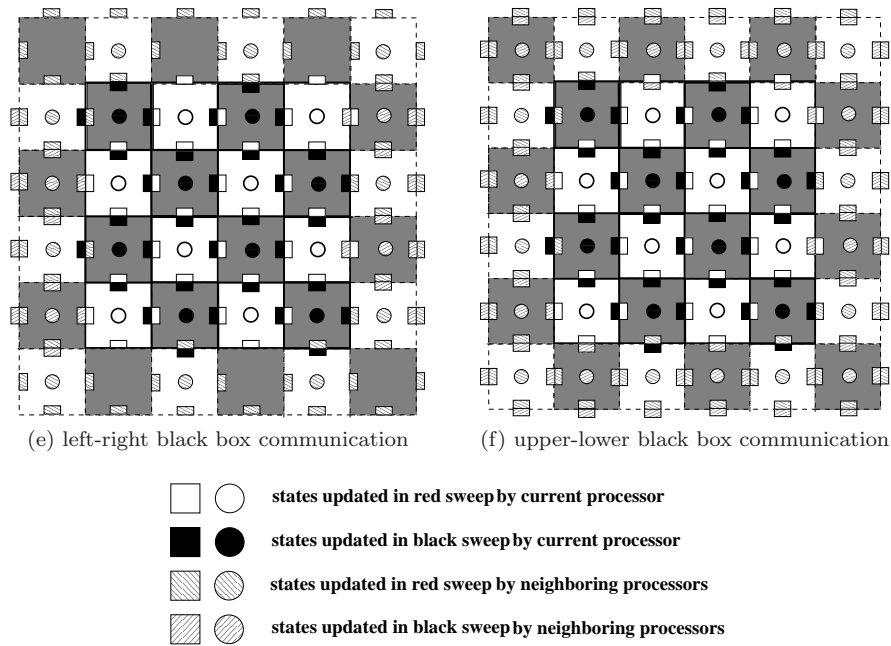 (e) left-right black box communication
(f) upper-lower black box communication
states updated in red sweep by current processor
states updated in black sweep by current processor
states updated in red sweep by neighboring processors
states updated in black sweep by neighboring processors